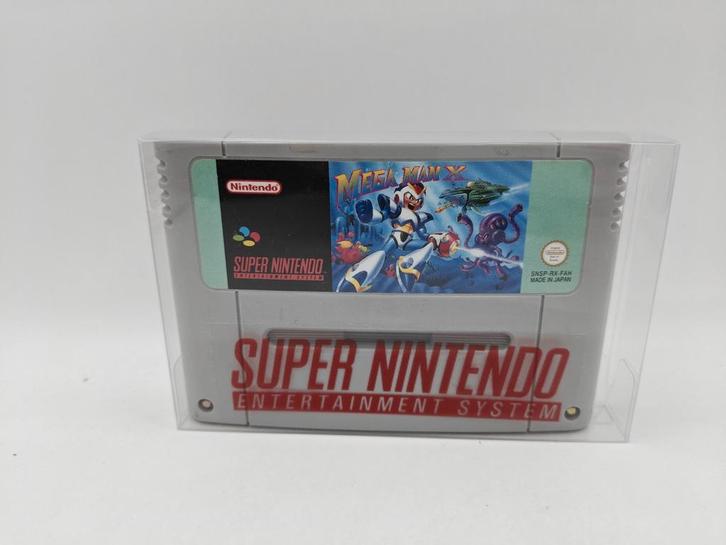 Nintendo
MEGA MAN X
SUPER NINTENDO
ENTERTAINMENT SYSTEM
SNSP-RX-FAH
MADE IN JAPAN
SUPER NINTENDO
ENTERTAINMENT SYSTEM